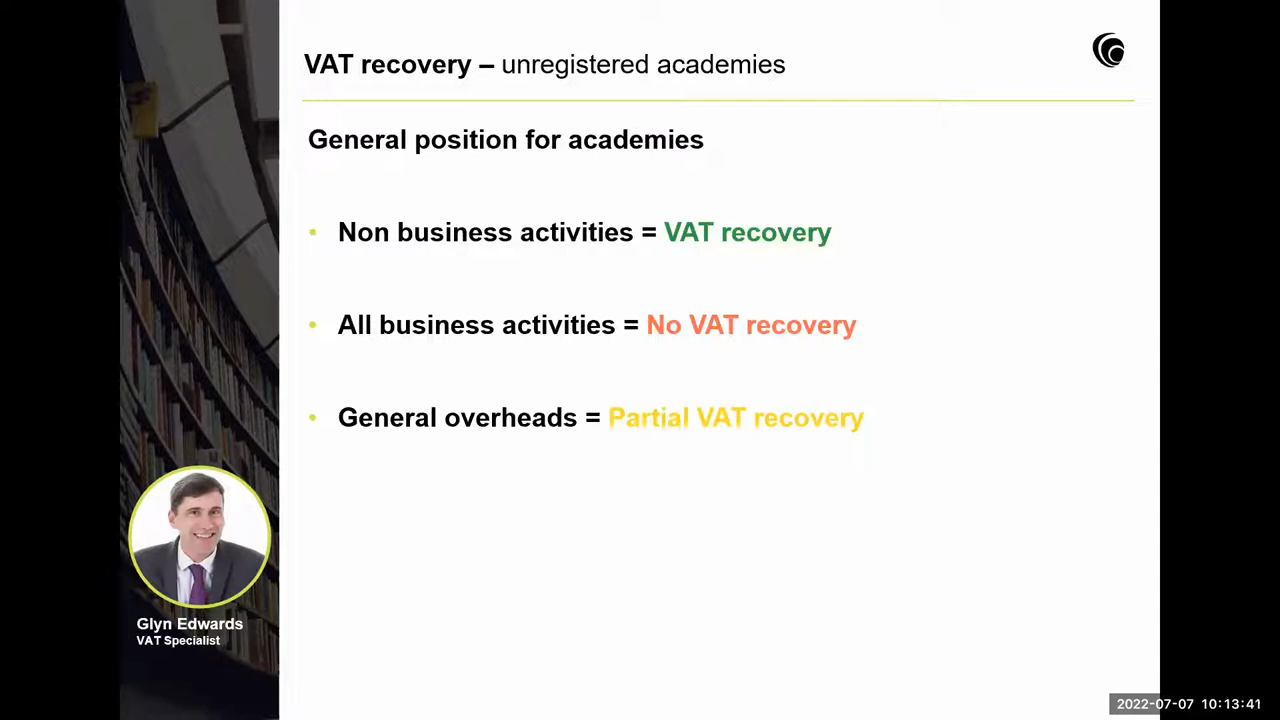 VAT recovery – unregistered academies
General position for academies
• Non business activities = VAT recovery
• All business activities = No VAT recovery
• General overheads = Partial VAT recovery
Glyn Edwards
VAT Specialist
2022-07-07 10:13:41